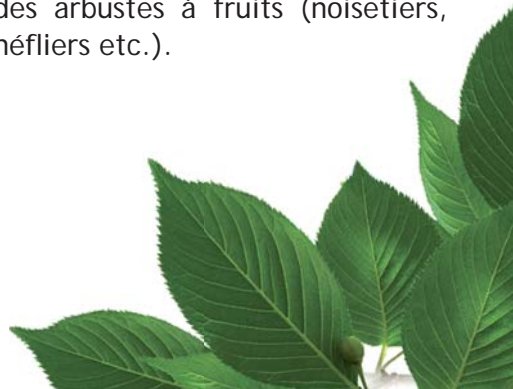 des arbustes à fruits (noisetiers,
néfliers etc.).